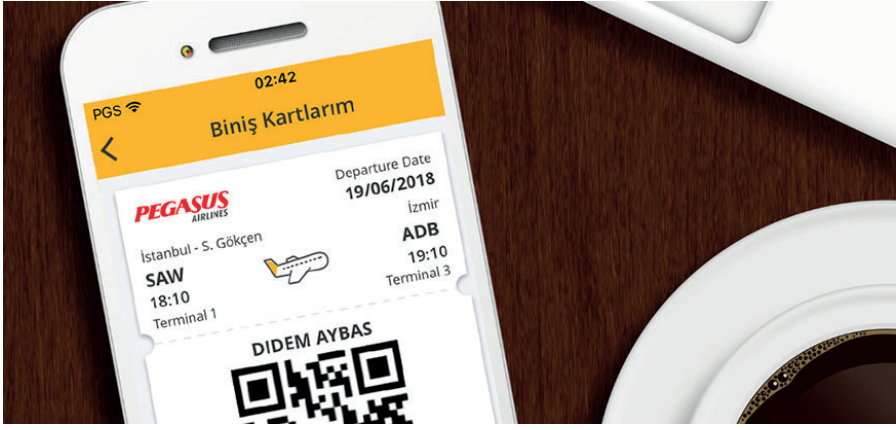 02:42
PGS
Biniş Kartlarım
PEGASUS
AIRLINES
Departure Date
19/06/2018
İstanbul - S. Gökçen
İzmir
SAW
ADB
18:10
19:10
Terminal 1
Terminal 3
DIDEM AYBAS